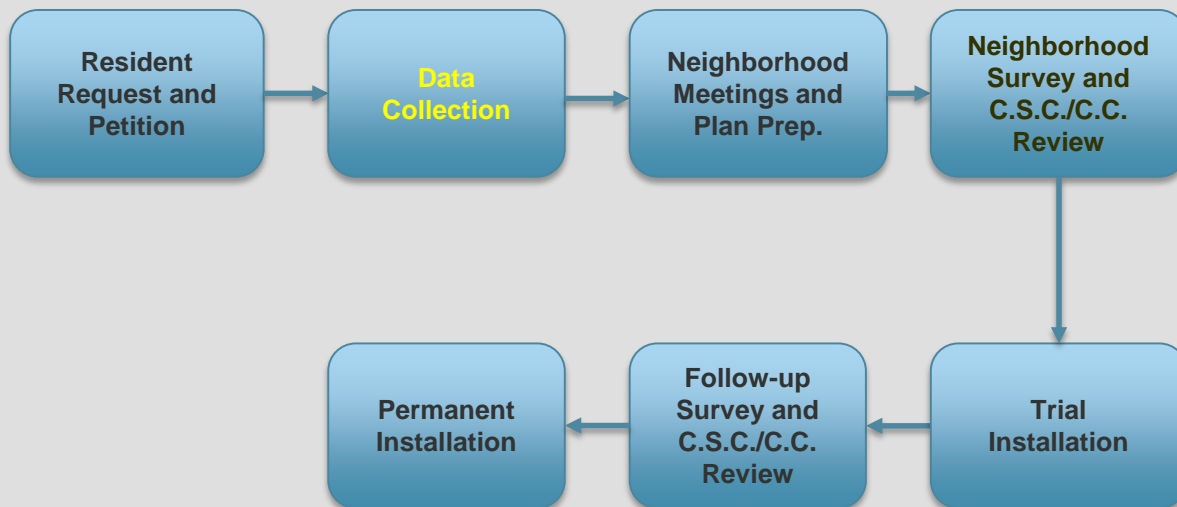 Resident
Request and
Petition
Data
Collection
Neighborhood
Meetings and
Plan Prep.
Neighborhood
Survey and
C.S.C./C.C.
Review
Permanent
Installation
Follow-up
Survey and
C.S.C./C.C.
Review
Trial
Installation